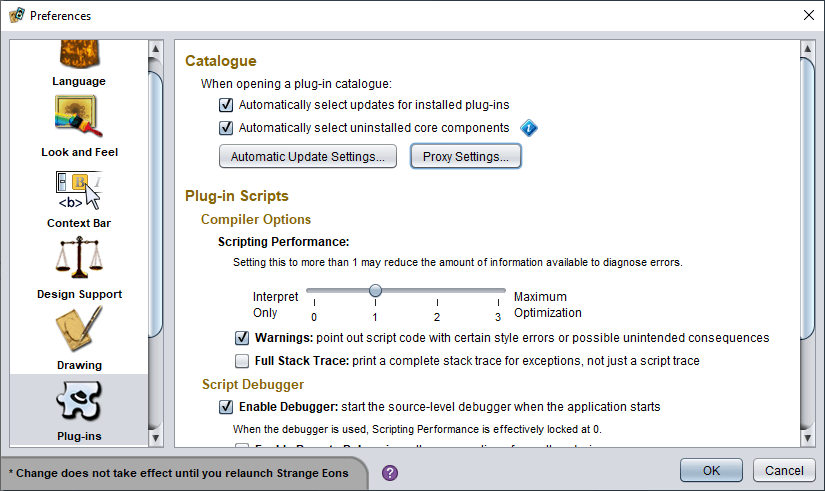 Preferences
Language
Look and Feel
B I
<b>
Context Bar
Design Support
Drawing
Plug-ins
Catalogue
When opening a plug-in catalogue:
Automatically select updates for installed plug-ins
Automatically select uninstalled core components
Automatic Update Settings... Proxy Settings...
Plug-in Scripts
Compiler Options
Scripting Performance:
Setting this to more than 1 may reduce the amount of information available to diagnose errors.
Interpret Maximum
Only 0 1 2 3 Optimization
Warnings: point out script code with certain style errors or possible unintended consequences
Full Stack Trace: print a complete stack trace for exceptions, not just a script trace
Script Debugger
Enable Debugger: start the source-level debugger when the application starts
When the debugger is used, Scripting Performance is effectively locked at 0.
* Change does not take effect until you relaunch Strange Eons
? OK Cancel